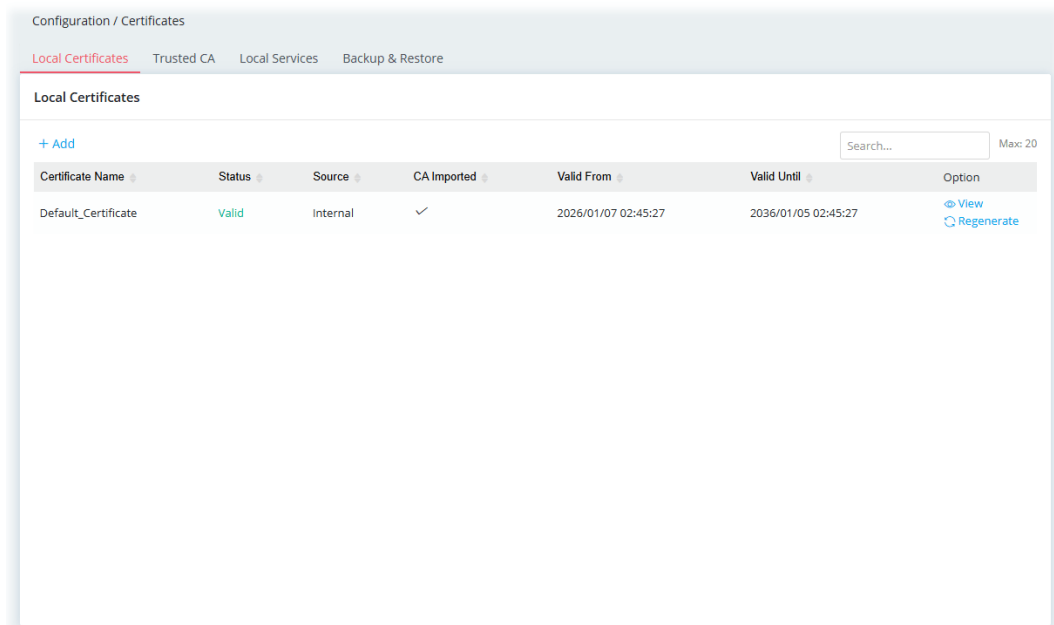 Configuration / Certificates
Local Certificates Trusted CA Local Services Backup & Restore
Local Certificates
+ Add Search... Max: 20
Certificate Name Status Source CA Imported Valid From Valid Until Option
Default_Certificate Valid Internal 2026/01/07 02:45:27 2036/01/05 02:45:27 View
Regenerate